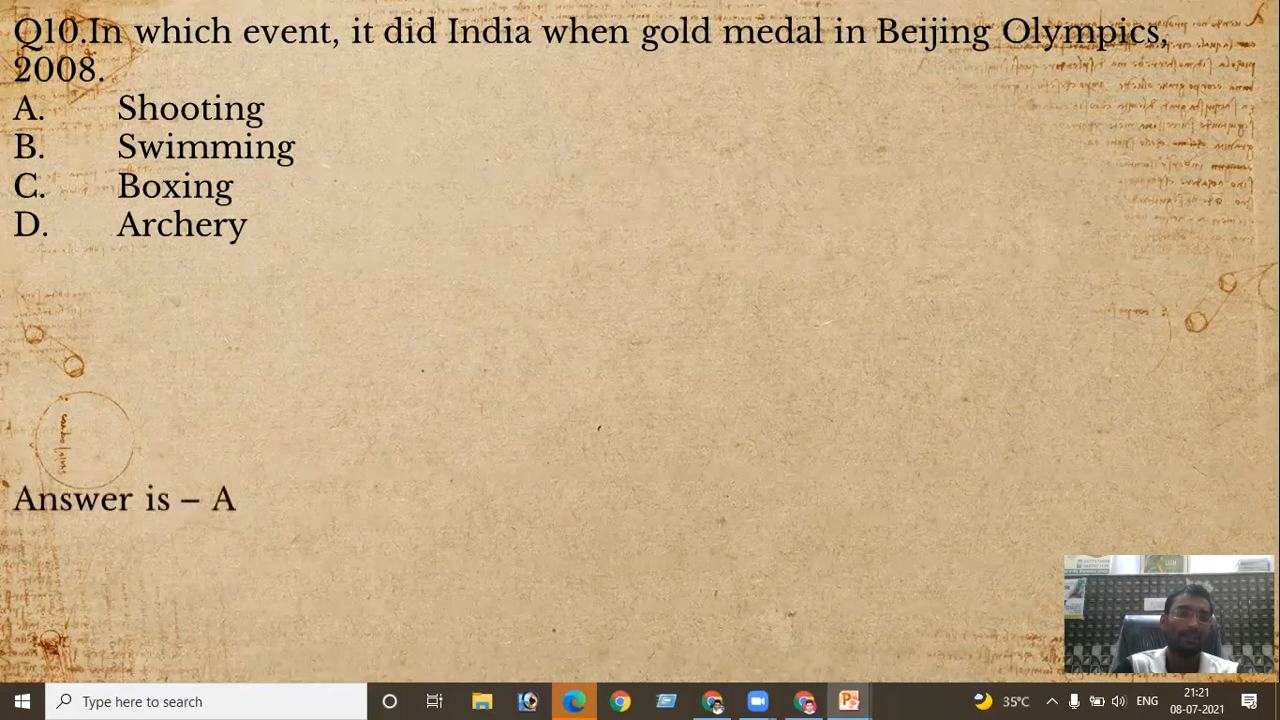 Q10.In which event, it did India when gold medal in Beijing Olympics,
2008.
A. Shooting
B. Swimming
C. Boxing
D. Archery
Answer is – A
Type here to search
35°C
ENG
21:21
08-07-2021